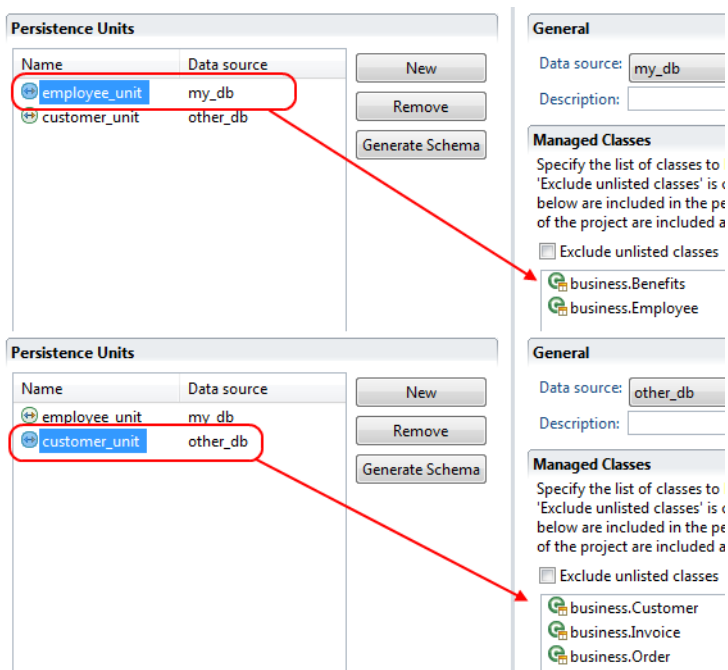 Persistence Units
Name Data source
employee_unit my_db
customer_unit other_db
New
Remove
Generate Schema
General
Data source: my_db
Description:
Managed Classes
Specify the list of classes to
'Exclude unlisted classes' is
below are included in the
of the project are included
Exclude unlisted classes
business.Benefits
business.Employee
Persistence Units
Name Data source
employee_unit my_db
customer_unit other_db
New
Remove
Generate Schema
General
Data source: other_db
Description:
Managed Classes
Specify the list of classes to
'Exclude unlisted classes' is
below are included in the
of the project are included
Exclude unlisted classes
business.Customer
business.Invoice
business.Order